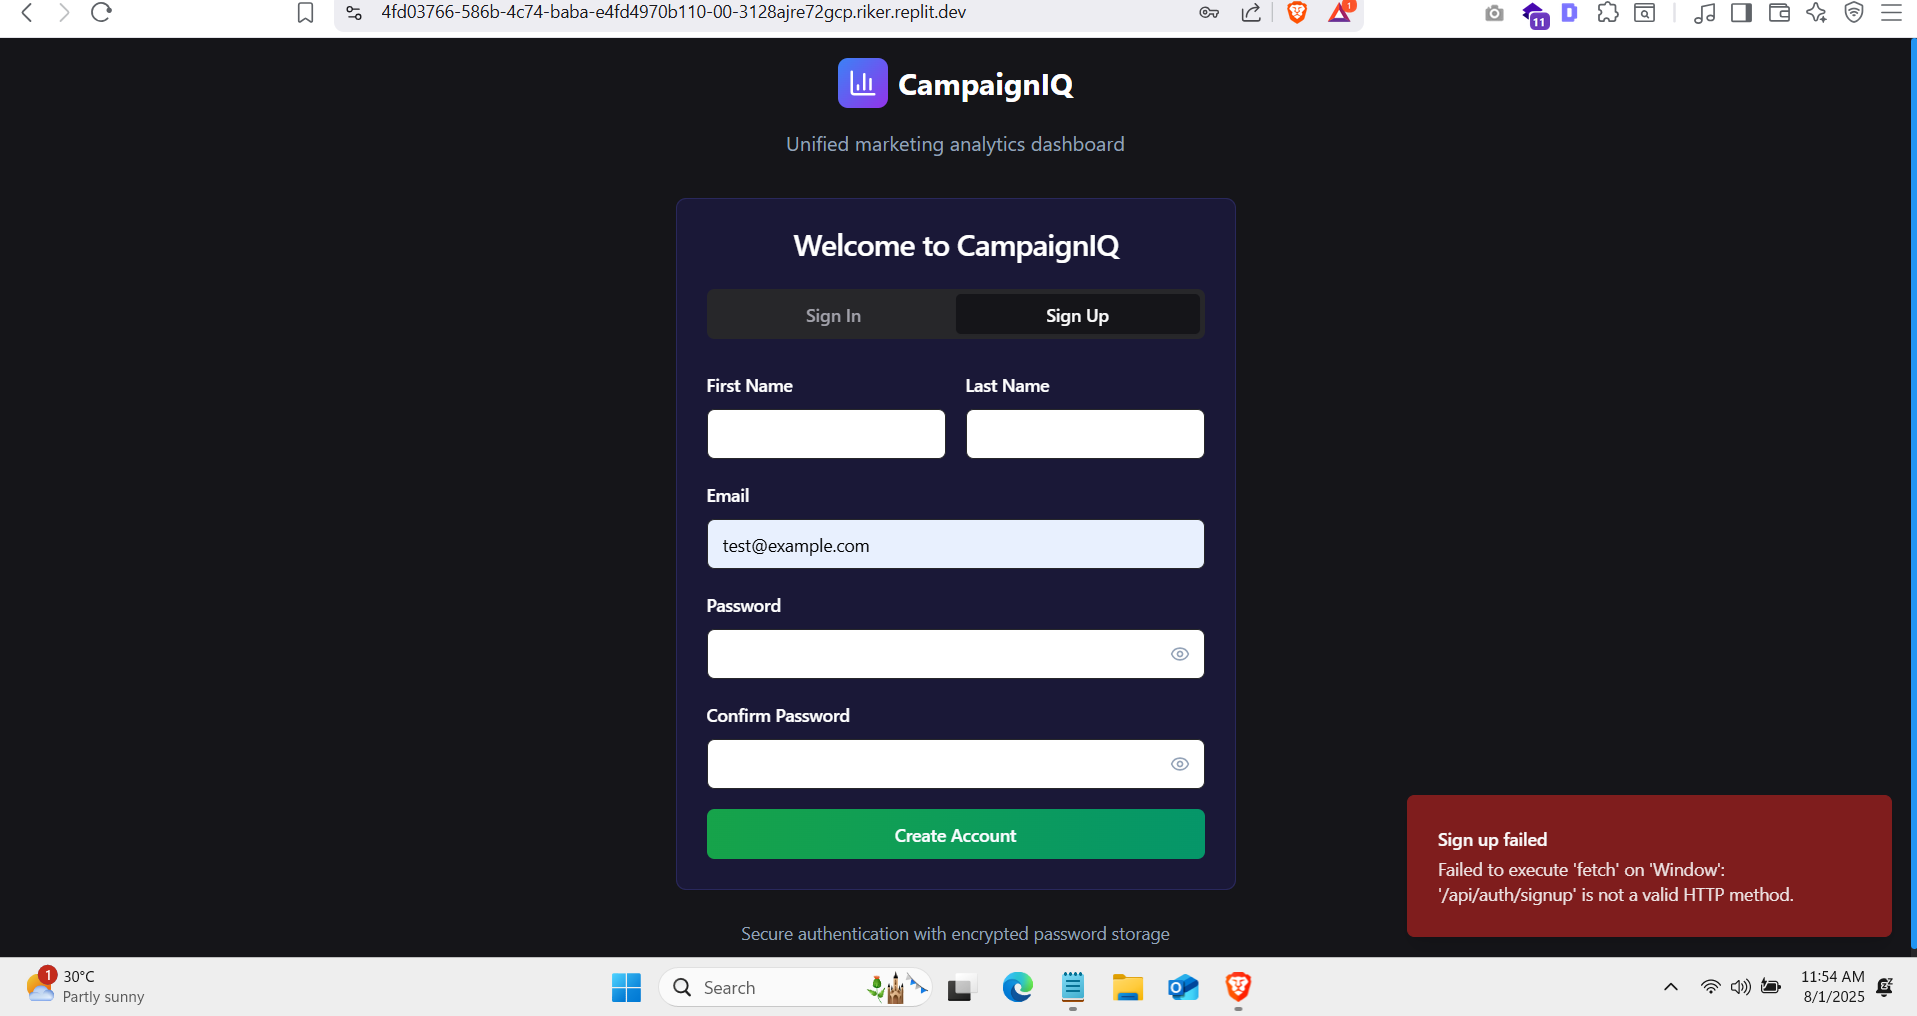 4fd03766-586b-4c74-baba-e4fd4970b110-00-3128ajre72gcp.riker.replit.dev
1
11
D
CampaignIQ
Unified marketing analytics dashboard
Welcome to CampaignIQ
Sign In
Sign Up
First Name
Last Name
Email
test@example.com
Password
Confirm Password
Create Account
Sign up failed
Failed to execute 'fetch' on 'Window':
'/api/auth/signup' is not a valid HTTP method.
Secure authentication with encrypted password storage
1
30°C
Partly sunny
Search
11:54 AM
8/1/2025